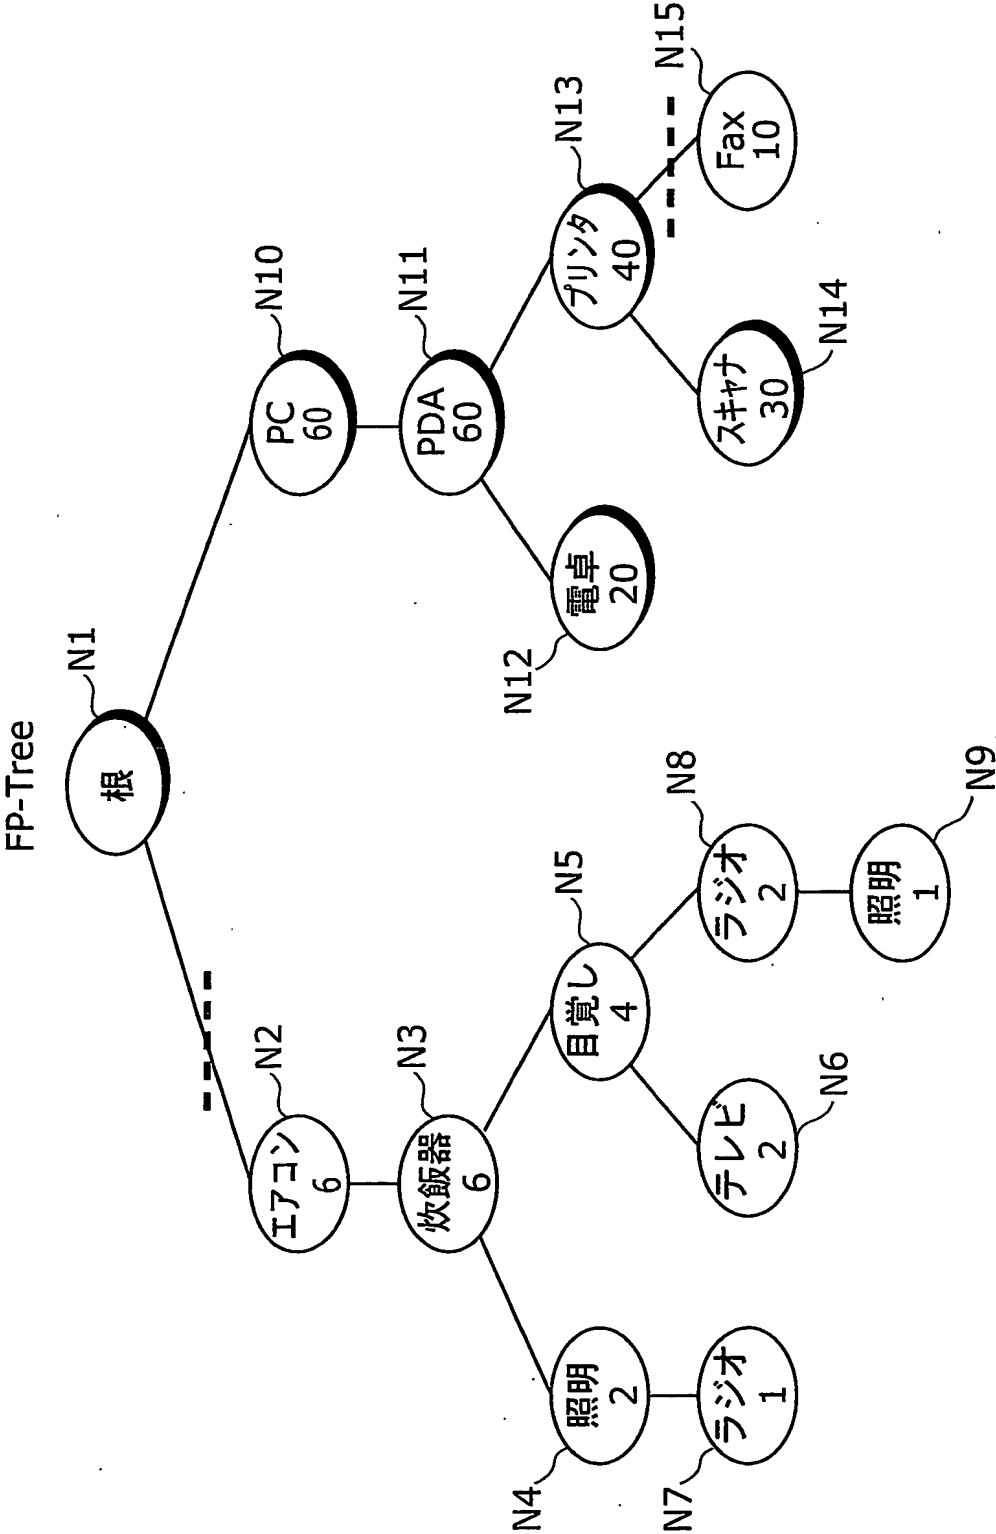 FP-Tree
根
N1
エアコン
6
N2
PC
60
N10
炊飯器
6
N3
PDA
60
N11
照明
2
N4
目覚し
4
N5
電卓
20
N12
プリンタ
40
N13
ラジオ
1
N7
テレビ
2
N6
ラジオ
2
N8
スキャナ
30
N14
Fax
10
N15
照明
1
N9